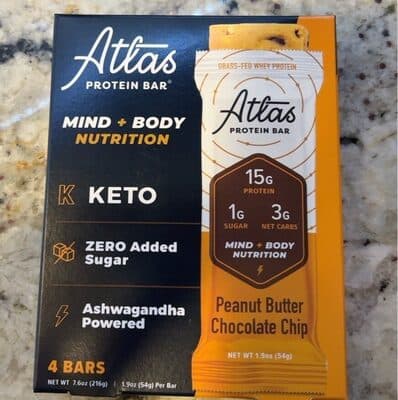 Atlas
PROTEIN BAR®
MIND + BODY
NUTRITION
K KETO
ZERO Added
Sugar
Ashwagandha
Powered
4 BARS
NET WT 7.6oz (216g) | 1.9oz (54g) Per Bar
GRASS-FED WHEY PROTEIN
Atlas
PROTEIN BAR®
15G
PROTEIN
1G 3G
SUGAR NET CARBS
MIND + BODY
NUTRITION
Peanut Butter
Chocolate Chip
NET WT 1.9oz (54g)